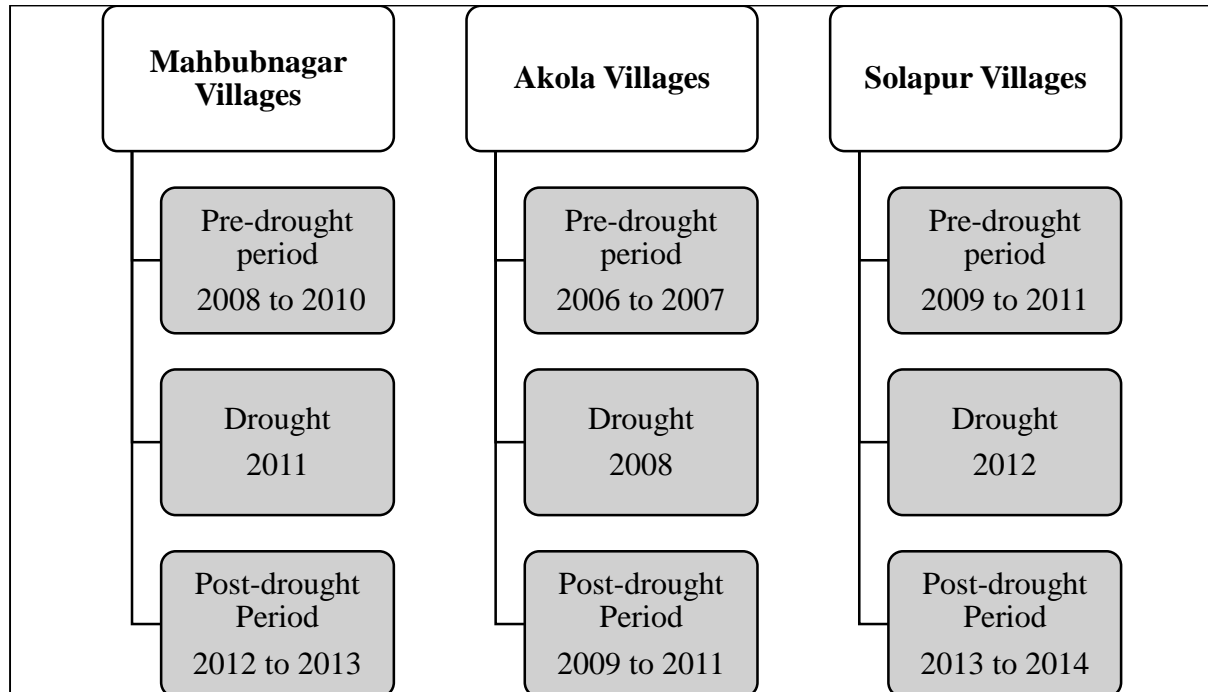 Mahbubnagar
Villages
Pre-drought
period
2008 to 2010
Drought
2011
Post-drought
Period
2012 to 2013
Akola Villages
Pre-drought
period
2006 to 2007
Drought
2008
Post-drought
Period
2009 to 2011
Solapur Villages
Pre-drought
period
2009 to 2011
Drought
2012
Post-drought
Period
2013 to 2014